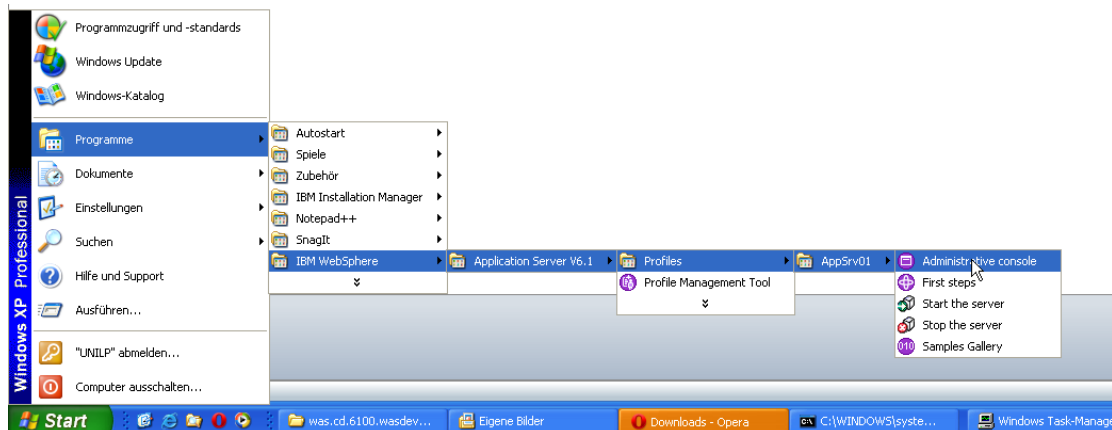 Programmzugriff und -standards
Windows Update
Windows-Katalog
Programme
Dokumente
Einstellungen
Suchen
Hilfe und Support
Ausführen...
"UNILP" abmelden...
Computer ausschalten...
Windows XP Professional
Autostart
Spiele
Zubehör
IBM Installation Manager
Notepad++
SnagIt
IBM WebSphere
Application Server V6.1
Profiles
Profile Management Tool
AppSrv01
Administrative console
First steps
Start the server
Stop the server
010 Samples Gallery
Start
was.cd.6100.wasdev...
Eigene Bilder
Downloads - Opera
C:\WINDOWS\syste...
Windows Task-Manage